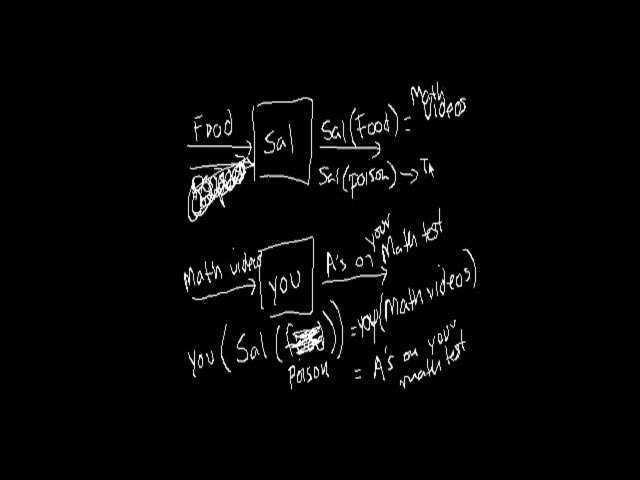 Food
Sal
Sal(Food) = Math Videos
Sal(poison) →
Math videos
you
A's on your Math test
you(Sal( )) = you(Math videos)
poison
= A's on your math test